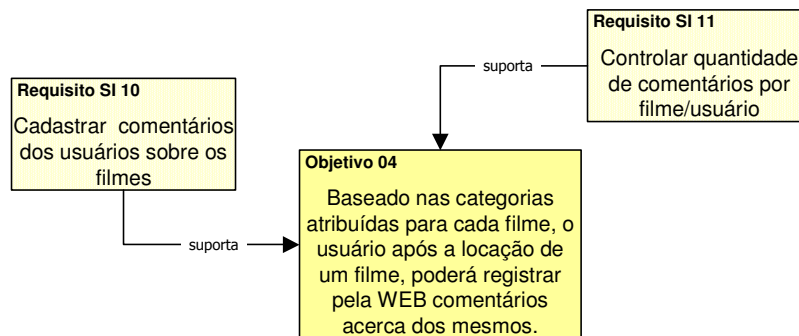 Requisito SI 11
Controlar quantidade
de comentários por
filme/usuário
suporta
Requisito SI 10
Cadastrar comentários
dos usuários sobre os
filmes
suporta
Objetivo 04
Baseado nas categorias
atribuídas para cada filme, o
usuário após a locação de
um filme, poderá registrar
pela WEB comentários
acerca dos mesmos.